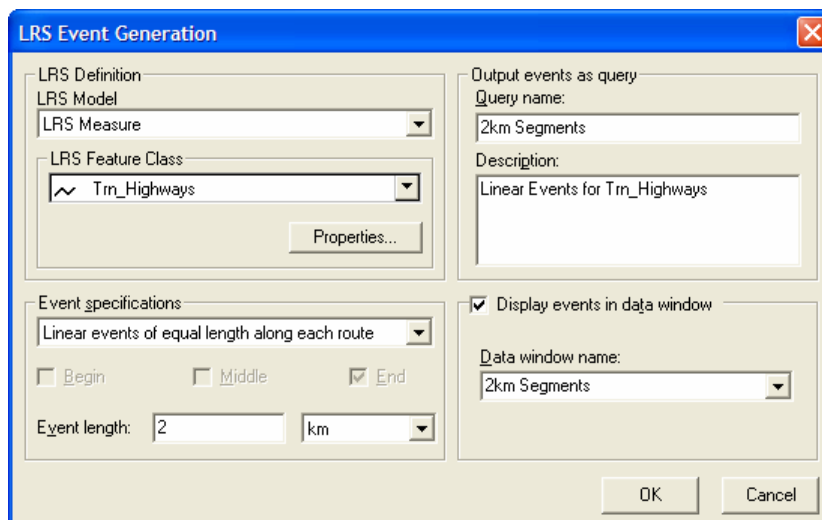 LRS Event Generation
LRS Definition
LRS Model
LRS Measure
LRS Feature Class
Trn_Highways
Properties...
Event specifications
Linear events of equal length along each route
Begin
Middle
End
Event length:
2
km
Output events as query
Query name:
2km Segments
Description:
Linear Events for Trn_Highways
Display events in data window
Data window name:
2km Segments
OK
Cancel